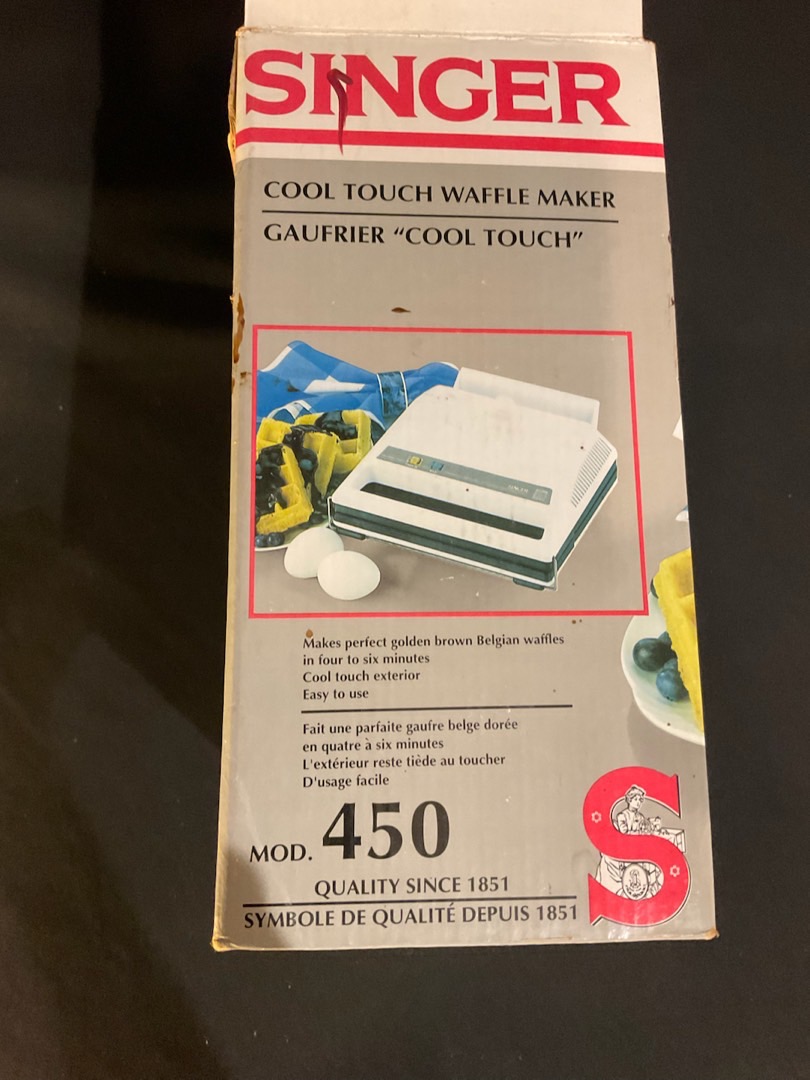 SINGER
COOL TOUCH WAFFLE MAKER
GAUFRIER “COOL TOUCH”
Makes perfect golden brown Belgian waffles
in four to six minutes
Cool touch exterior
Easy to use
Fait une parfaite gaufre belge dorée
en quatre à six minutes
L'extérieur reste tiède au toucher
D'usage facile
MOD. 450
QUALITY SINCE 1851
SYMBOLE DE QUALITÉ DEPUIS 1851
S